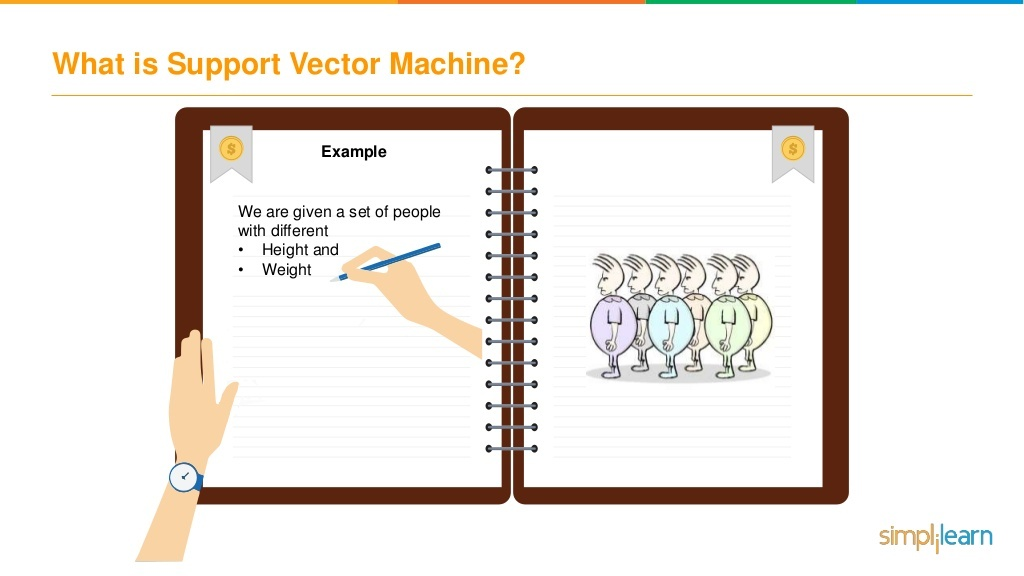 What is Support Vector Machine?
Example
We are given a set of people
with different
• Height and
• Weight
$
$
simplilearn